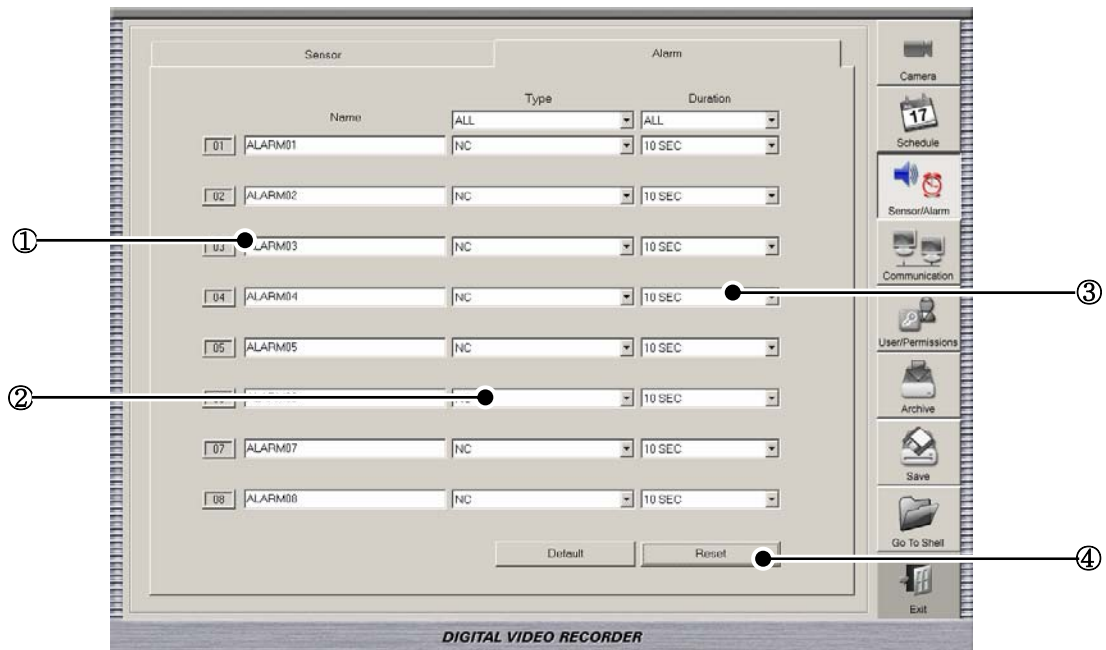 Sensor
Alarm
Camera
Type
Duration
Name
ALL
ALL
17
Schedule
01
ALARM01
NC
10 SEC
02
ALARM02
NC
10 SEC
Sensor/Alarm
①
03
ALARM03
NC
10 SEC
Communication
04
ALARM04
NC
10 SEC
③
05
ALARM05
NC
10 SEC
User/Permissions
②
10 SEC
Archive
07
ALARM07
NC
10 SEC
Save
08
ALARM08
NC
10 SEC
Go To Shell
Default
Reset
④
Exit
DIGITAL VIDEO RECORDER